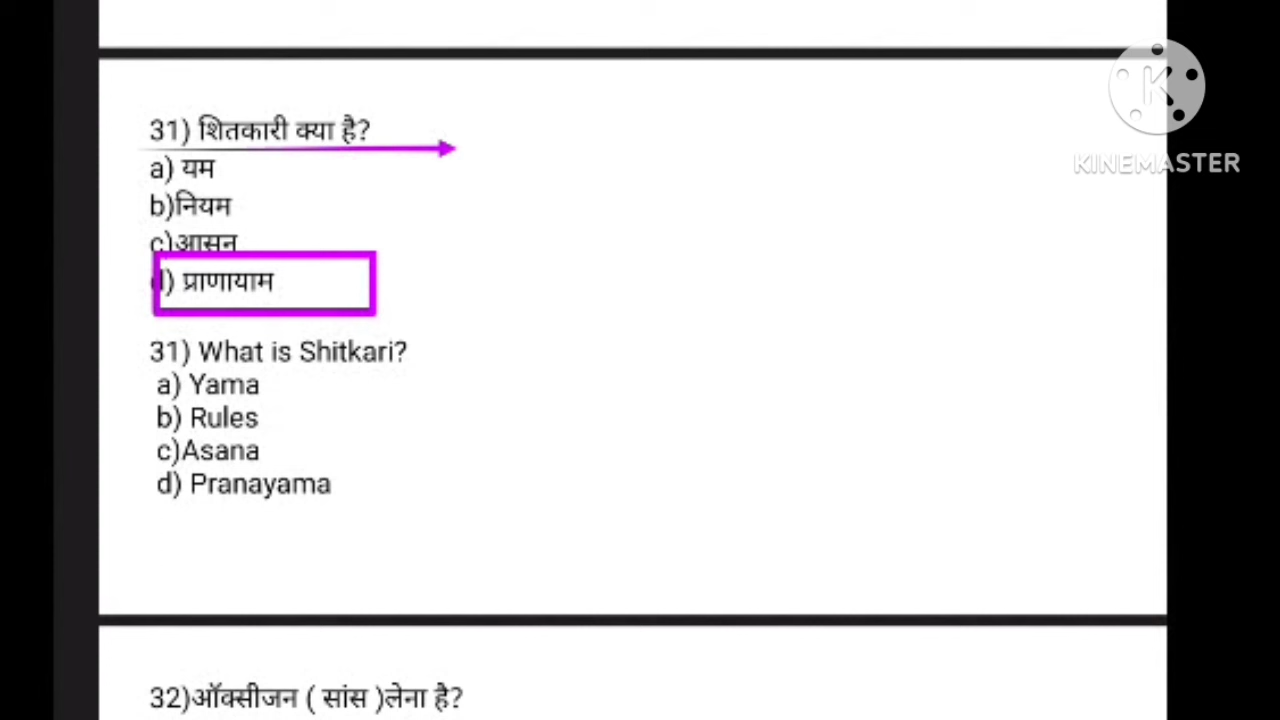 31) शितकारी क्या है?
a) यम
b)नियम
c)आसन
d) प्राणायाम
31) What is Shitkari?
a) Yama
b) Rules
c)Asana
d) Pranayama
32)ऑक्सीजन ( सांस )लेना है?
K
KINEMASTER